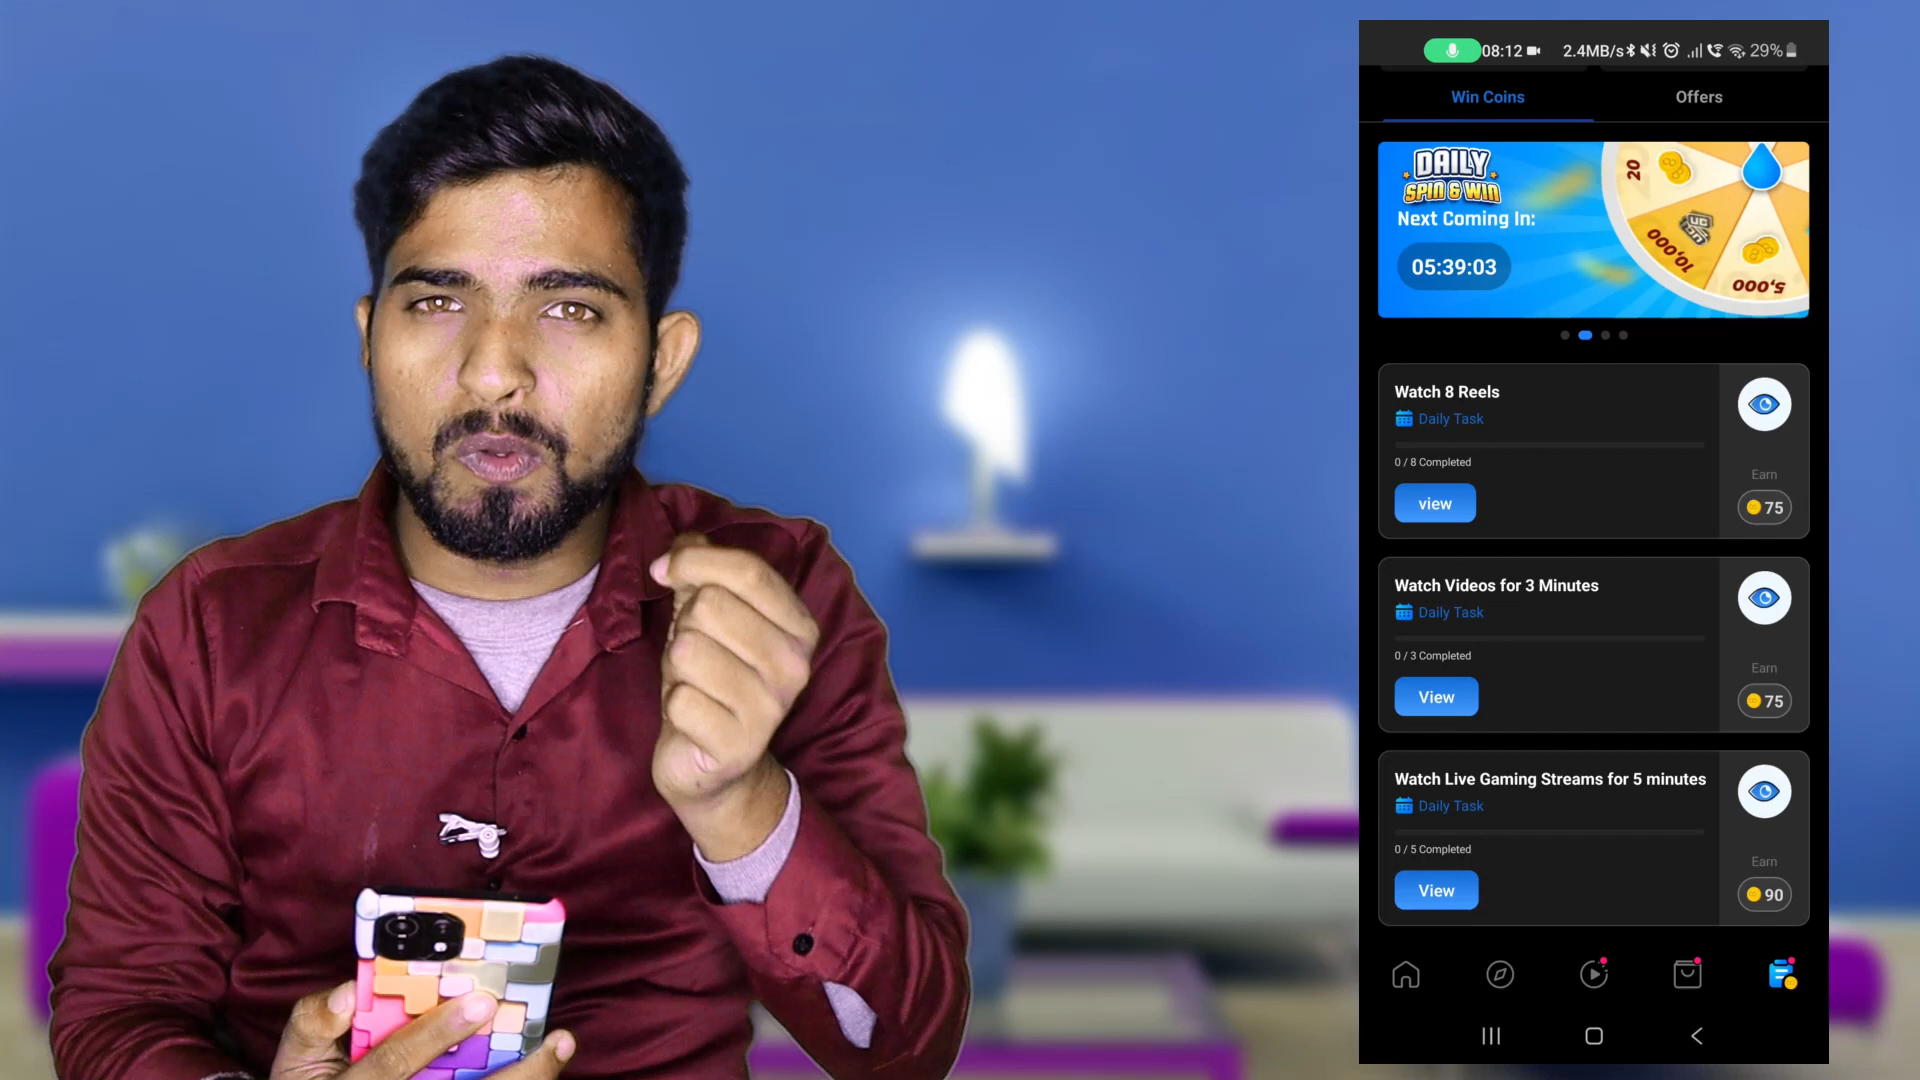 08:12
2.4MB/s
29%
Win Coins
Offers
DAILY
SPIN & WIN
Next Coming In:
05:39:03
20
10,000
UC
5,000
Watch 8 Reels
Daily Task
0 / 8 Completed
view
Earn
75
Watch Videos for 3 Minutes
Daily Task
0 / 3 Completed
View
Earn
75
Watch Live Gaming Streams for 5 minutes
Daily Task
0 / 5 Completed
View
Earn
90